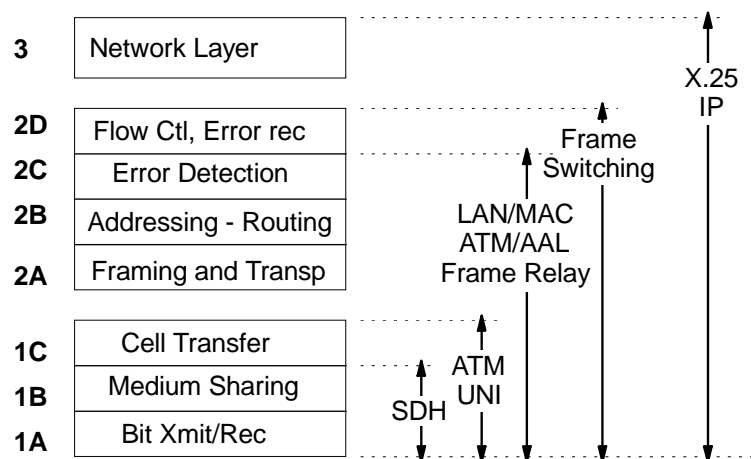 3 Network Layer
X.25
IP
2D Flow Ctl, Error rec
2C Error Detection
2B Addressing - Routing
2A Framing and Transp
Frame
Switching
LAN/MAC
ATM/AAL
Frame Relay
1C Cell Transfer
1B Medium Sharing
1A Bit Xmit/Rec
SDH
ATM
UNI